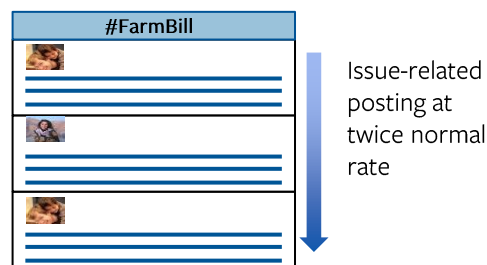 #FarmBill
Issue-related
posting at
twice normal
rate